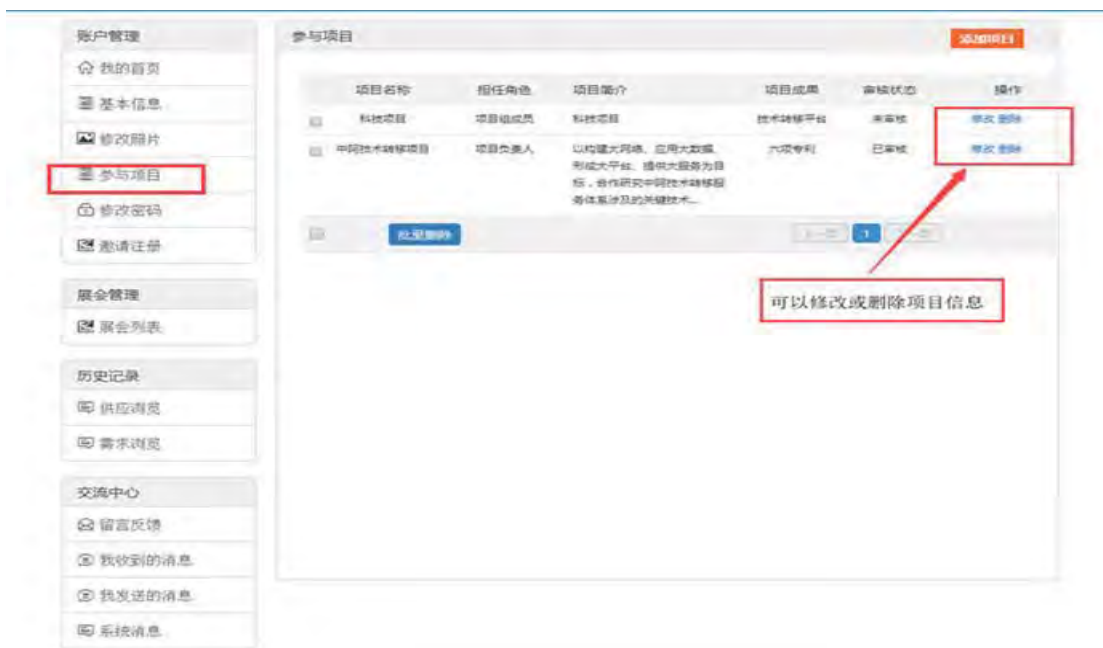 账户管理
我的首页
基本信息
修改照片
参与项目
修改密码
邀请注册
展会管理
展会列表
历史记录
供应浏览
需求浏览
交流中心
留言反馈
我收到的消息
我发送的消息
系统消息
参与项目
添加项目
项目名称 担任角色 项目简介 项目成果 审核状态 操作
科技项目 项目组成员 科技项目 技术转移平台 未审核 修改 删除
中阿技术转移项目 项目负责人 以构建大网络、应用大数据、 六项专利 已审核 修改 删除
形成大平台、提供大服务为目
标，合作研究中阿技术转移服
务体系涉及的关键技术...
批量删除 上一页 1 下一页
可以修改或删除项目信息